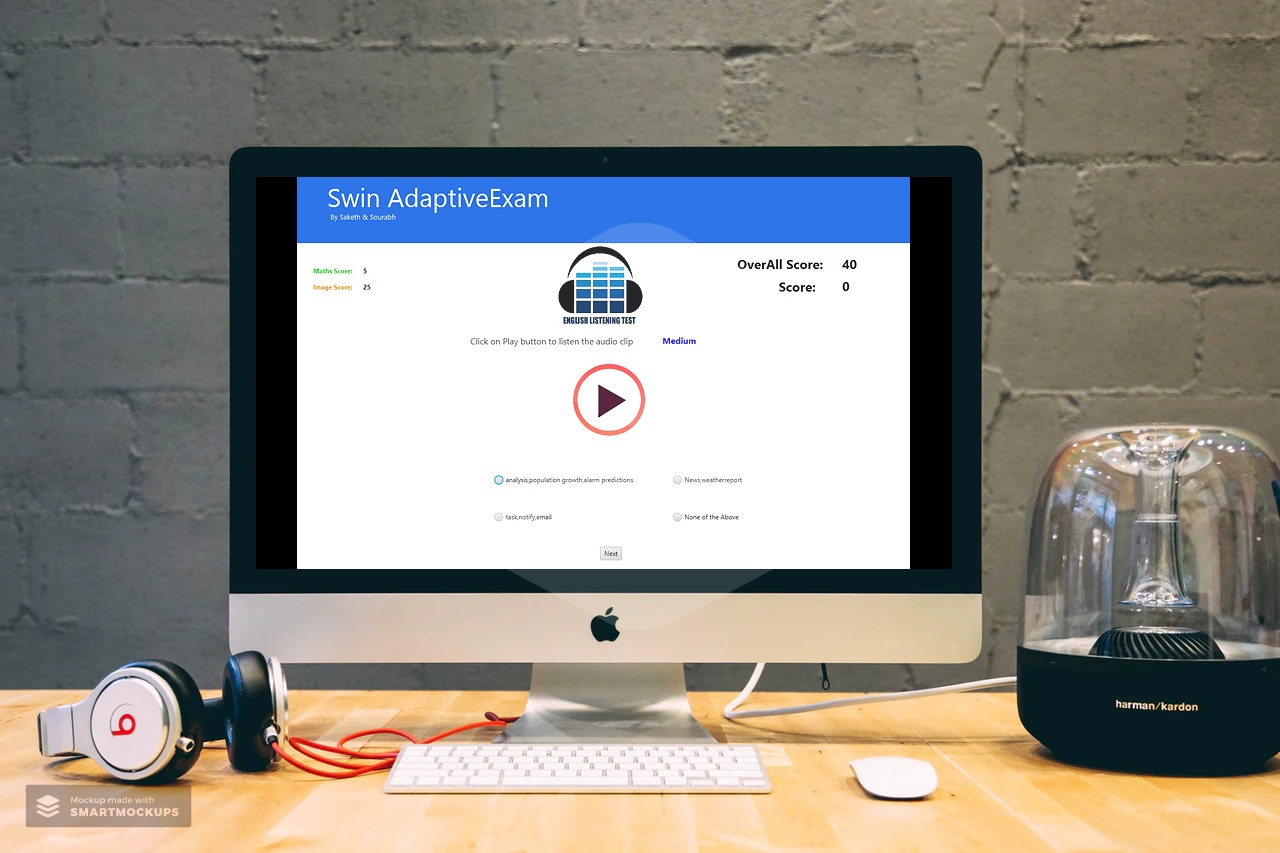 Swin AdaptiveExam
By Saketh & Sourabh
Maths Score: 5
Image Score: 25
OverAll Score: 40
Score: 0
ENGLISH LISTENING TEST
Click on Play button to listen the audio clip Medium
analysis,population growth,alarm predictions
News,weatherreport
task,notify,email
None of the Above
Next
harman/kardon
b
Mockup made with
SMARTMOCKUPS